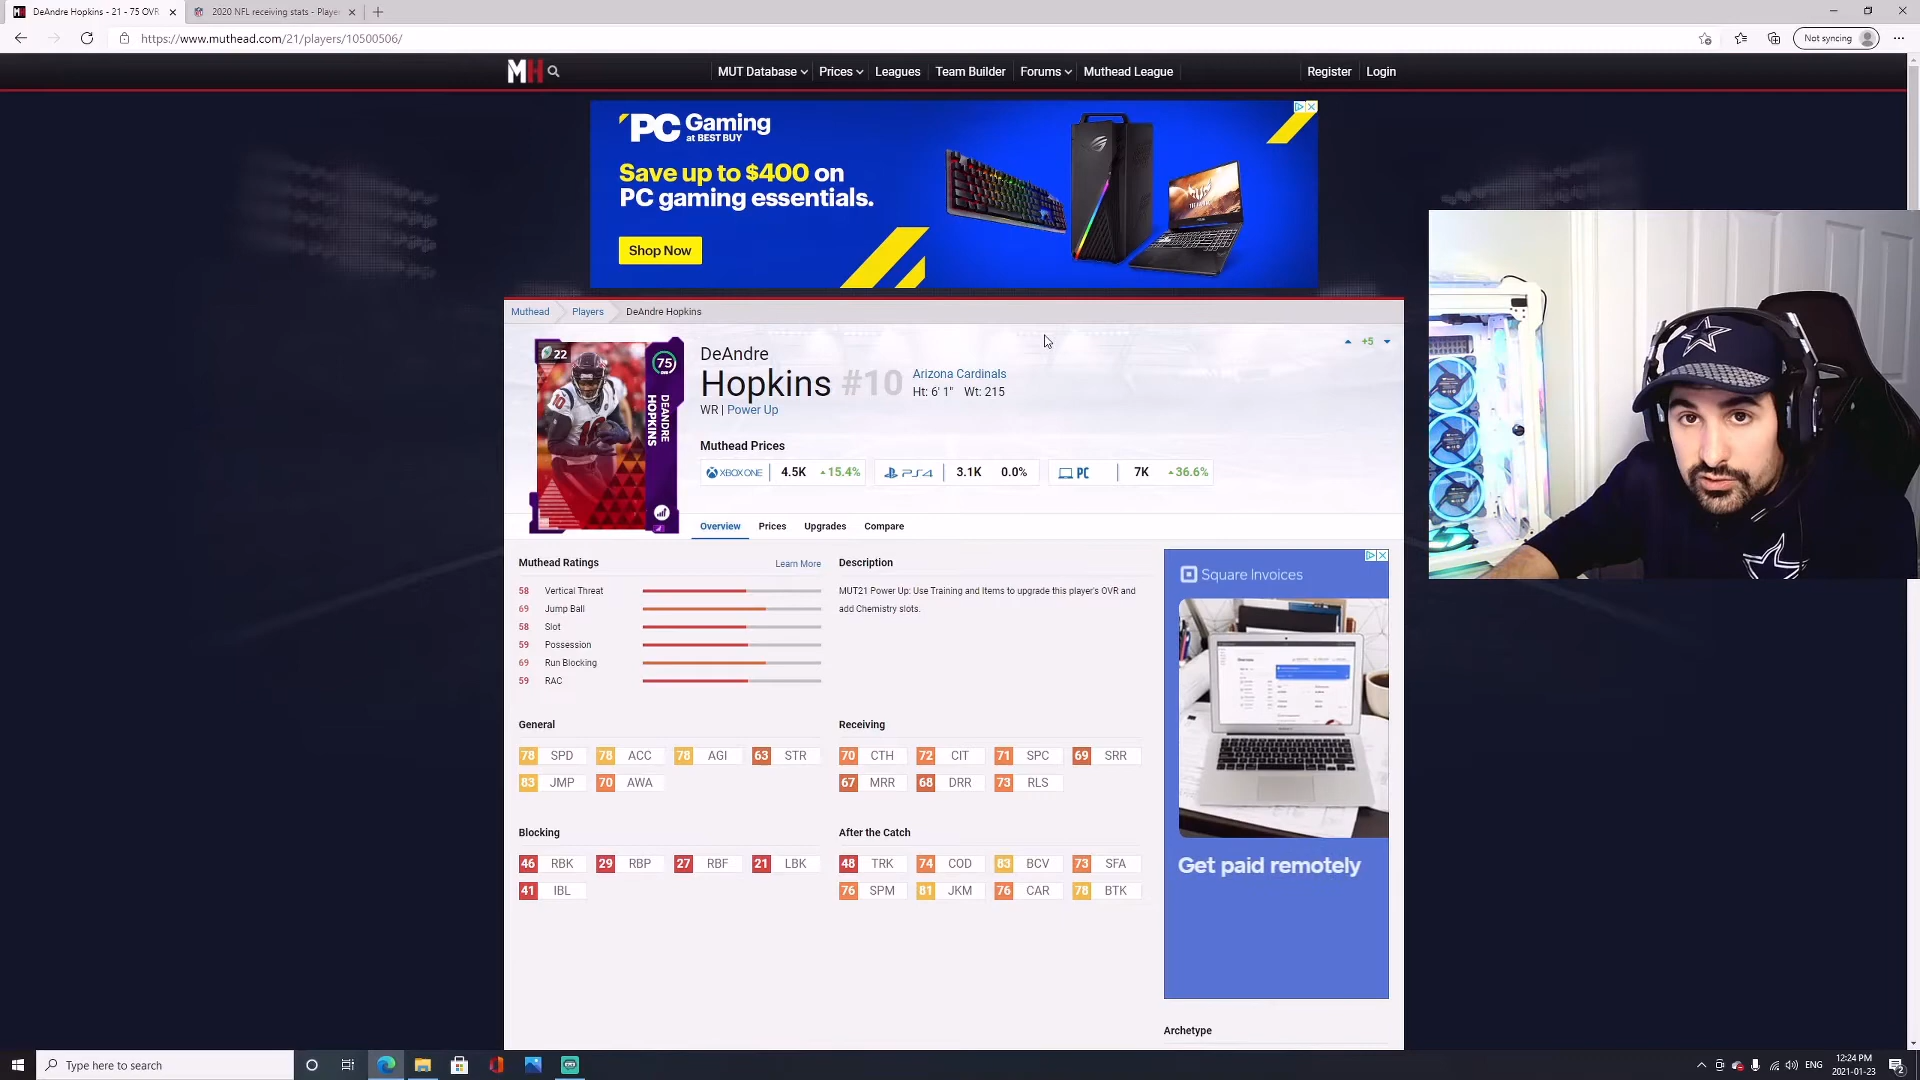 DeAndre Hopkins - 21 - 75 OVR
2020 NFL receiving stats - Playe
https://www.muthead.com/21/players/10500506/
Not syncing
MH
MUT Database
Prices
Leagues
Team Builder
Forums
Muthead League
Register
Login
PC Gaming
at BEST BUY
Save up to $400 on
PC gaming essentials.
Shop Now
Muthead
Players
DeAndre Hopkins
22
75
OVR
DEANDRE
HOPKINS
DeAndre
Hopkins #10
Arizona Cardinals
Ht: 6' 1" Wt: 215
WR | Power Up
+5
Muthead Prices
XBOX ONE 4.5K 15.4%
PS4 3.1K 0.0%
PC 7K 36.6%
Overview
Prices
Upgrades
Compare
Muthead Ratings
Learn More
58 Vertical Threat
69 Jump Ball
58 Slot
59 Possession
69 Run Blocking
59 RAC
Description
MUT21 Power Up: Use Training and Items to upgrade this player's OVR and
add Chemistry slots.
General
78 SPD 78 ACC 78 AGI 63 STR
83 JMP 70 AWA
Receiving
70 CTH 72 CIT 71 SPC 69 SRR
67 MRR 68 DRR 73 RLS
Blocking
46 RBK 29 RBP 27 RBF 21 LBK
41 IBL
After the Catch
48 TRK 74 COD 83 BCV 73 SFA
76 SPM 81 JKM 76 CAR 78 BTK
Square Invoices
Get paid remotely
Archetype
Type here to search
ENG
12:24 PM
2021-01-23
2